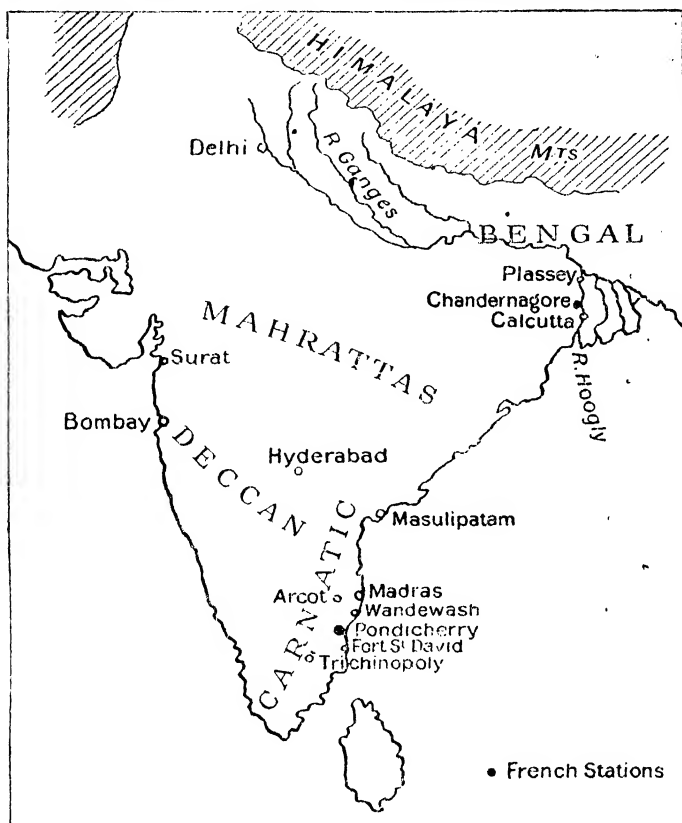 HIMALAYA MTS
Delhi
R Ganges
BENGAL
Plassey
Chandernagore
Calcutta
R. Hoogly
MAHRATTAS
Surat
Bombay
DECCAN
Hyderabad
CARNATIC
Masulipatam
Arcot
Madras
Wandewash
Pondicherry
Fort St David
Trichinopoly
• French Stations